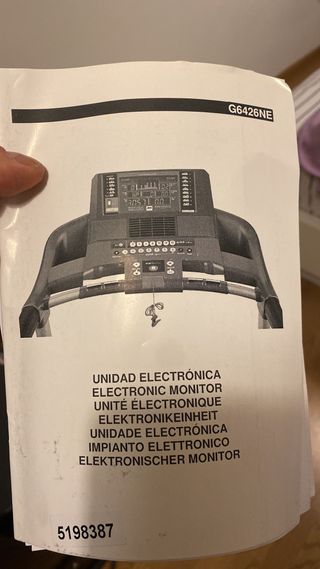 G6426NE
UNIDAD ELECTRÓNICA
ELECTRONIC MONITOR
UNITÉ ÉLECTRONIQUE
ELEKTRONIKEINHEIT
UNIDADE ELECTRÓNICA
IMPIANTO ELETTRONICO
ELEKTRONISCHER MONITOR
5198387